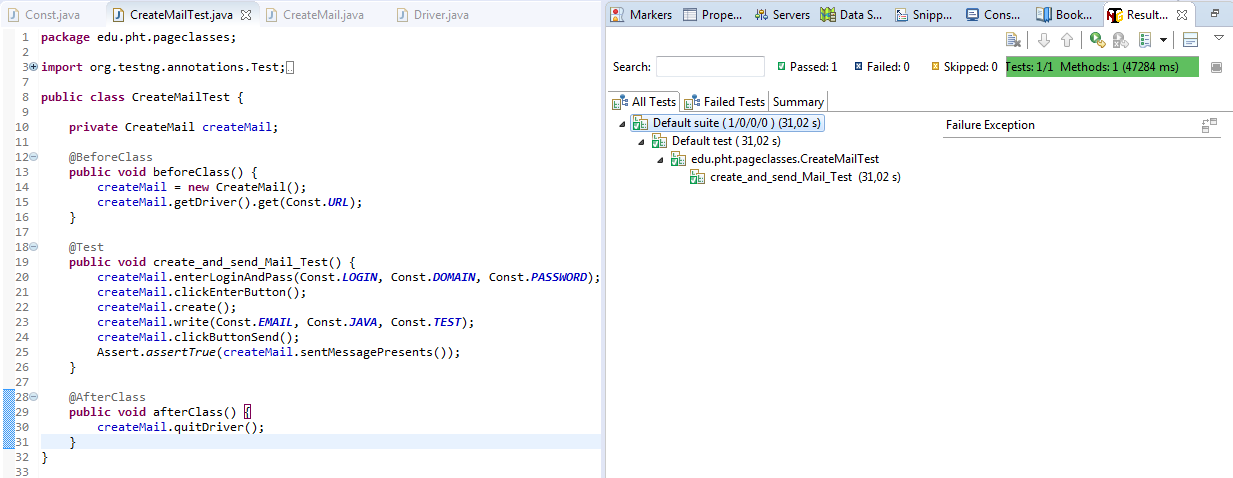 Const.java CreateMailTest.java CreateMail.java Driver.java
1 package edu.pht.pageclasses;
2
3 import org.testng.annotations.Test;
7
8 public class CreateMailTest {
9
10 private CreateMail createMail;
11
12 @BeforeClass
13 public void beforeClass() {
14 createMail = new CreateMail();
15 createMail.getDriver().get(Const.URL);
16 }
17
18 @Test
19 public void create_and_send_Mail_Test() {
20 createMail.enterLoginAndPass(Const.LOGIN, Const.DOMAIN, Const.PASSWORD);
21 createMail.clickEnterButton();
22 createMail.create();
23 createMail.write(Const.EMAIL, Const.JAVA, Const.TEST);
24 createMail.clickButtonSend();
25 Assert.assertTrue(createMail.sentMessagePresents());
26 }
27
28 @AfterClass
29 public void afterClass() {
30 createMail.quitDriver();
31 }
32 }
33
Markers Prope... Servers Data S... Snipp... Cons... Book... Result...
Search: Passed: 1 Failed: 0 Skipped: 0 Tests: 1/1 Methods: 1 (47284 ms)
All Tests Failed Tests Summary
Default suite ( 1/0/0/0 ) (31,02 s)
Default test ( 31,02 s)
edu.pht.pageclasses.CreateMailTest
create_and_send_Mail_Test (31,02 s)
Failure Exception